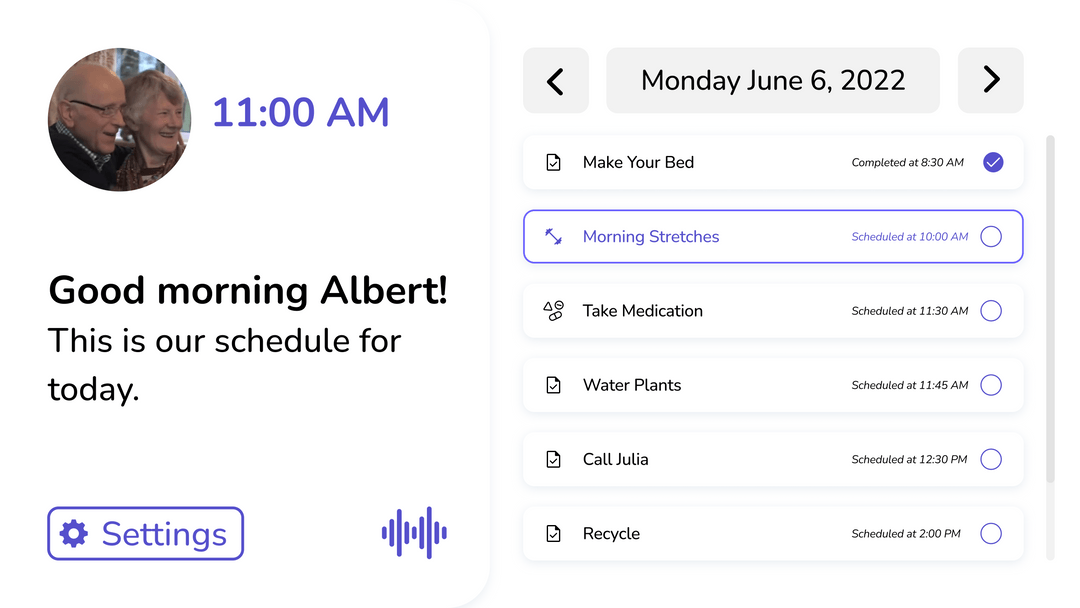 11:00 AM
Good morning Albert!
This is our schedule for
today.
Settings
Monday June 6, 2022
Make Your Bed Completed at 8:30 AM
Morning Stretches Scheduled at 10:00 AM
Take Medication Scheduled at 11:30 AM
Water Plants Scheduled at 11:45 AM
Call Julia Scheduled at 12:30 PM
Recycle Scheduled at 2:00 PM